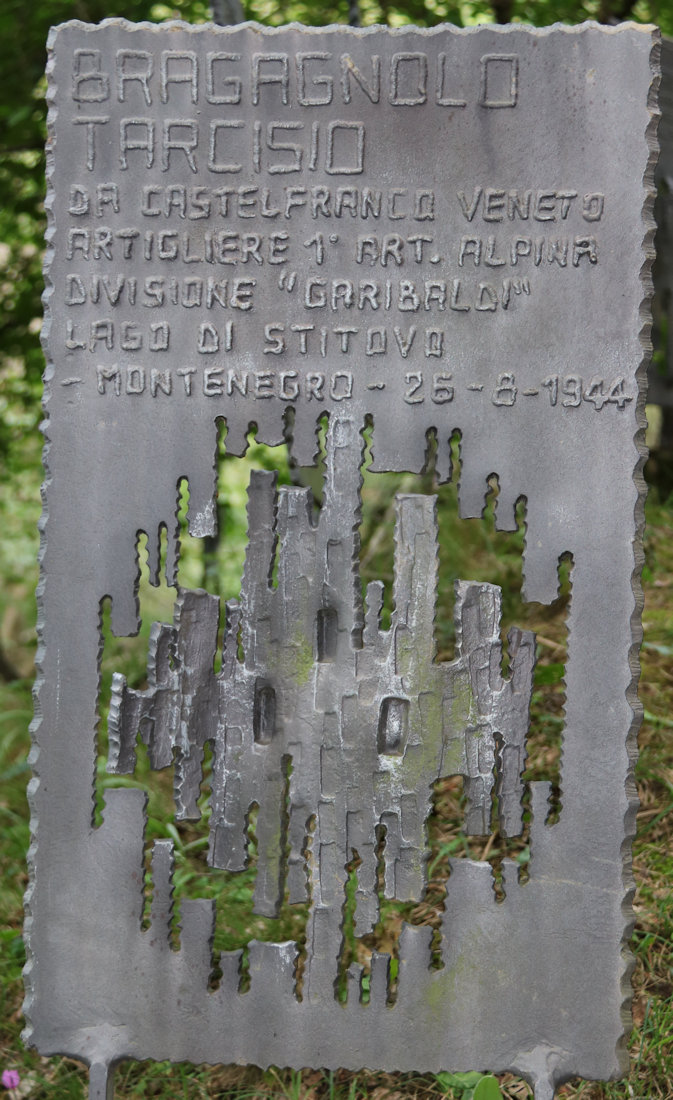 BRAGAGNOLO
TARCISIO
DA CASTELFRANCO VENETO
ARTIGLIERE 1° ART. ALPINA
DIVISIONE "GARIBALDI"
LAGO DI STITOVO
- MONTENEGRO - 26 - 8 - 1944